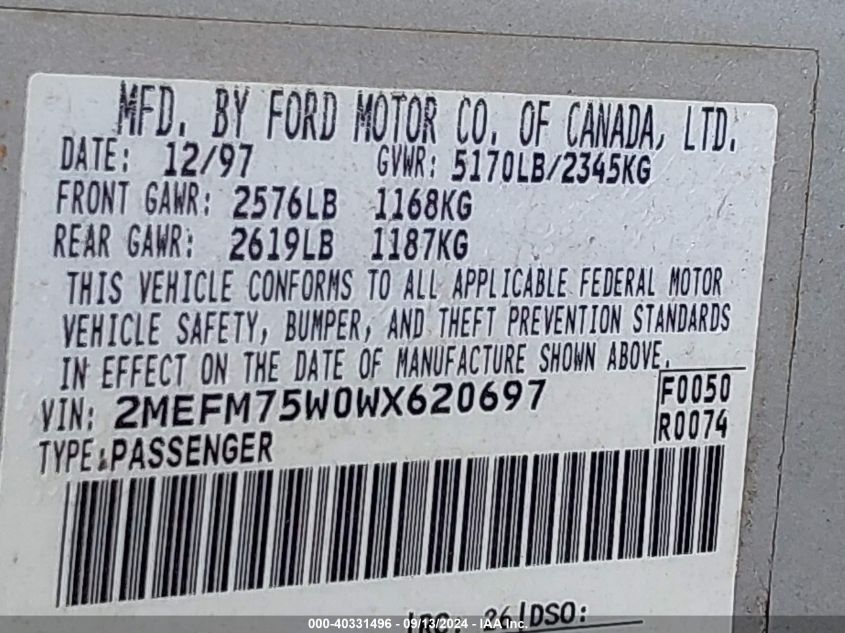 MFD. BY FORD MOTOR CO. OF CANADA, LTD.
DATE: 12/97 GVWR: 5170LB/2345KG
FRONT GAWR: 2576LB 1168KG
REAR GAWR: 2619LB 1187KG
THIS VEHICLE CONFORMS TO ALL APPLICABLE FEDERAL MOTOR
VEHICLE SAFETY, BUMPER, AND THEFT PREVENTION STANDARDS
IN EFFECT ON THE DATE OF MANUFACTURE SHOWN ABOVE.
VIN: 2MEFM75W0WX620697 F0050
R0074
TYPE: PASSENGER
26 DSO:
000-40331496 - 09/13/2024 - IAA Inc.